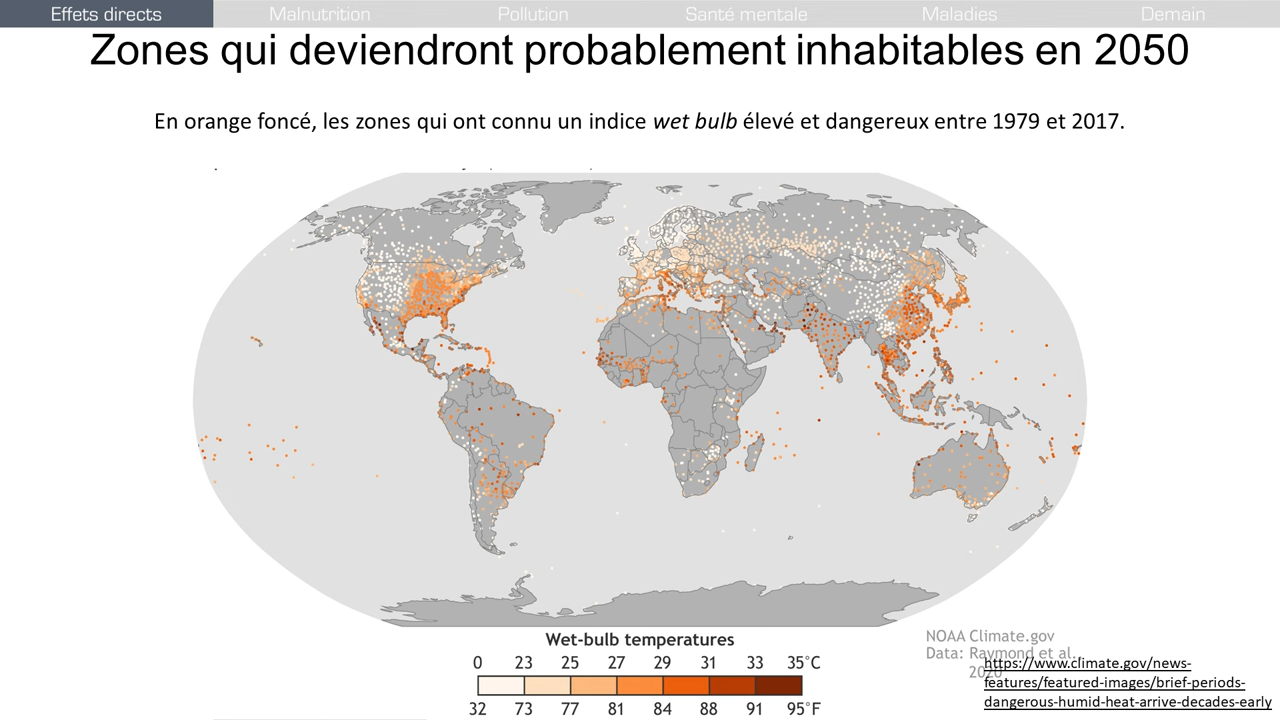 Effets directs Malnutrition Pollution Santé mentale Maladies Demain
Zones qui deviendront probablement inhabitables en 2050
En orange foncé, les zones qui ont connu un indice wet bulb élevé et dangereux entre 1979 et 2017.
Wet-bulb temperatures
0 23 25 27 29 31 33 35°C
32 73 77 81 84 88 91 95°F
NOAA Climate.gov
Data: Raymond et al.,
2020
https://www.climate.gov/news-
features/featured-images/brief-periods-
dangerous-humid-heat-arrive-decades-early